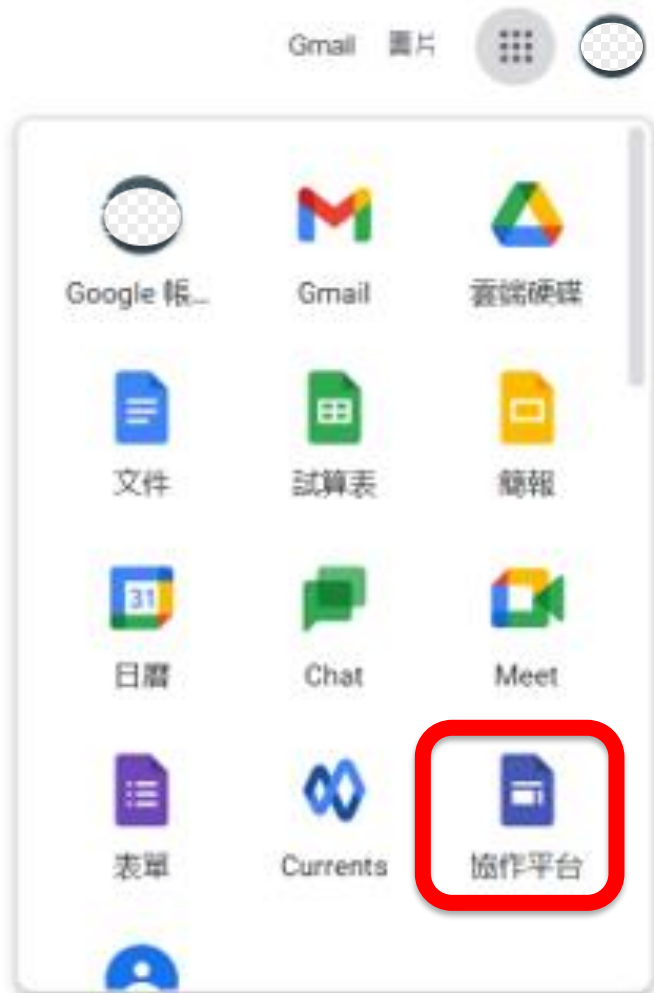 Gmail 圖片
Google 帳... Gmail 雲端硬碟
31
文件 試算表 簡報
日曆 Chat Meet
表單 Currents 協作平台